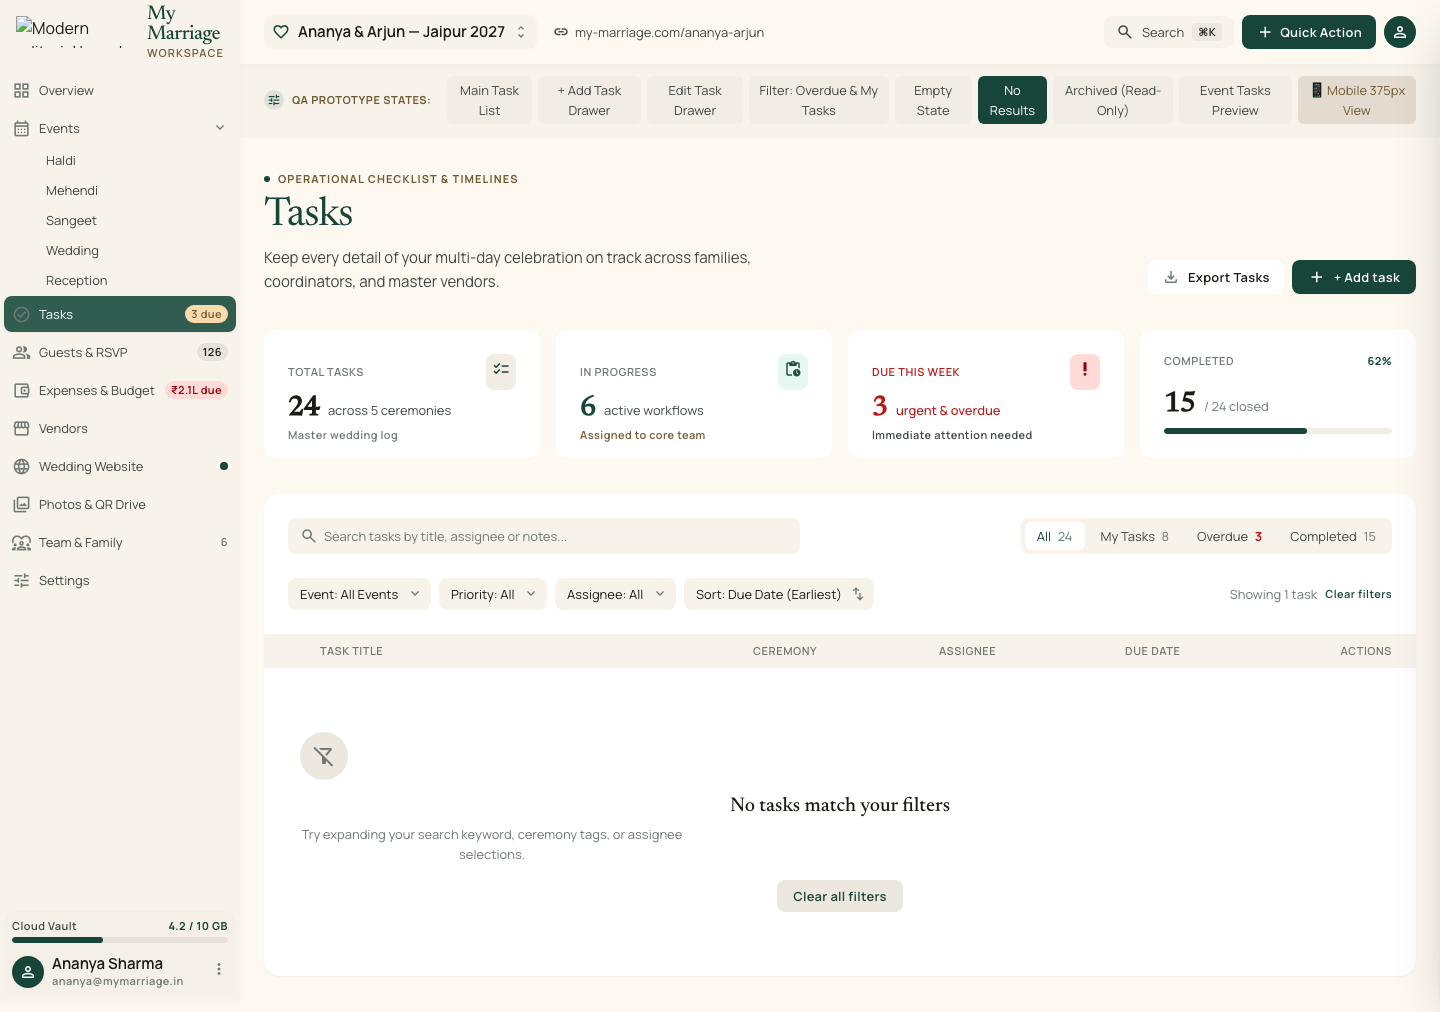 Modern
My
Marriage
WORKSPACE
Ananya & Arjun — Jaipur 2027
my-marriage.com/ananya-arjun
Search ⌘K
+ Quick Action
Overview
Events
Haldi
Mehendi
Sangeet
Wedding
Reception
Tasks 3 due
Guests & RSVP 126
Expenses & Budget ₹2.1L due
Vendors
Wedding Website
Photos & QR Drive
Team & Family 6
Settings
Cloud Vault 4.2 / 10 GB
Ananya Sharma
ananya@mymarriage.in
QA PROTOTYPE STATES:
Main Task
List
+ Add Task
Drawer
Edit Task
Drawer
Filter: Overdue & My
Tasks
Empty
State
No
Results
Archived (Read-
Only)
Event Tasks
Preview
📱 Mobile 375px
View
OPERATIONAL CHECKLIST & TIMELINES
Tasks
Keep every detail of your multi-day celebration on track across families,
coordinators, and master vendors.
Export Tasks
+ + Add task
TOTAL TASKS
24 across 5 ceremonies
Master wedding log
IN PROGRESS
6 active workflows
Assigned to core team
DUE THIS WEEK
3 urgent & overdue
Immediate attention needed
COMPLETED 62%
15 / 24 closed
Search tasks by title, assignee or notes...
All 24 My Tasks 8 Overdue 3 Completed 15
Event: All Events Priority: All Assignee: All Sort: Due Date (Earliest)
Showing 1 task Clear filters
TASK TITLE CEREMONY ASSIGNEE DUE DATE ACTIONS
No tasks match your filters
Try expanding your search keyword, ceremony tags, or assignee
selections.
Clear all filters